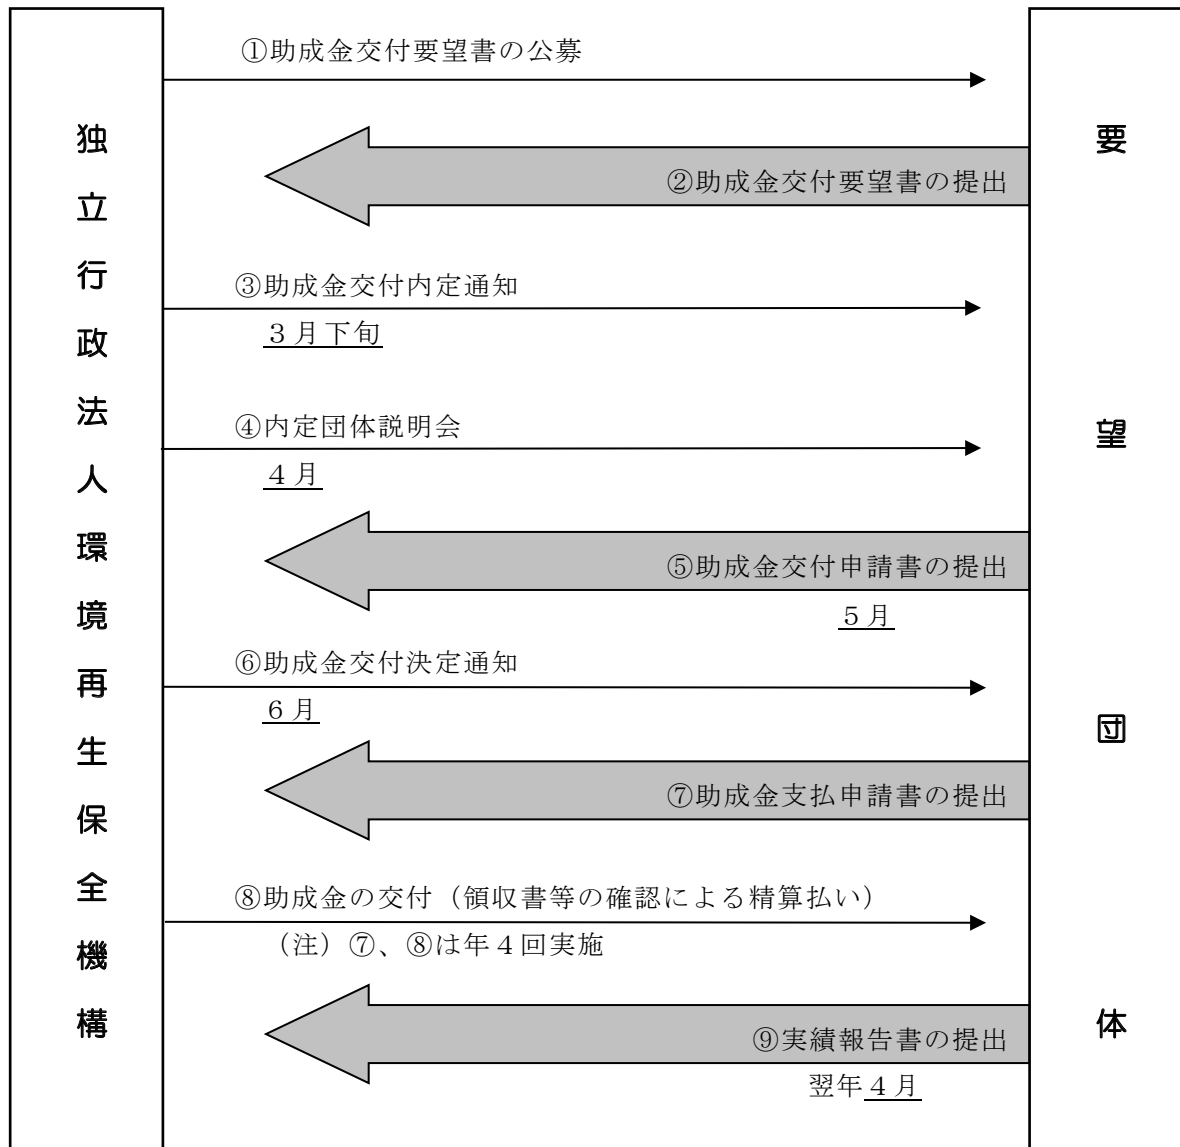 独立行政法人環境再生保全機構
要望団体
①助成金交付要望書の公募
②助成金交付要望書の提出
③助成金交付内定通知
３月下旬
④内定団体説明会
４月
⑤助成金交付申請書の提出
５月
⑥助成金交付決定通知
６月
⑦助成金支払申請書の提出
⑧助成金の交付（領収書等の確認による精算払い）
（注）⑦、⑧は年４回実施
⑨実績報告書の提出
翌年４月